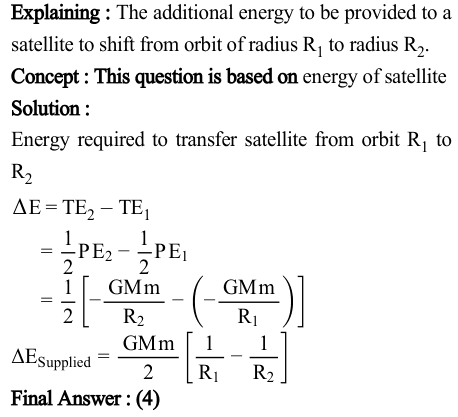 Explaining : The additional energy to be provided to a
satellite to shift from orbit of radius R₁ to radius R₂.
Concept : This question is based on energy of satellite
Solution :
Energy required to transfer satellite from orbit R₁ to
R₂
ΔE = TE₂ – TE₁
= 1/2 PE₂ – 1/2 PE₁
= 1/2 [– GMm/R₂ – (– GMm/R₁)]
ΔE_Supplied = GMm/2 [1/R₁ – 1/R₂]
Final Answer : (4)